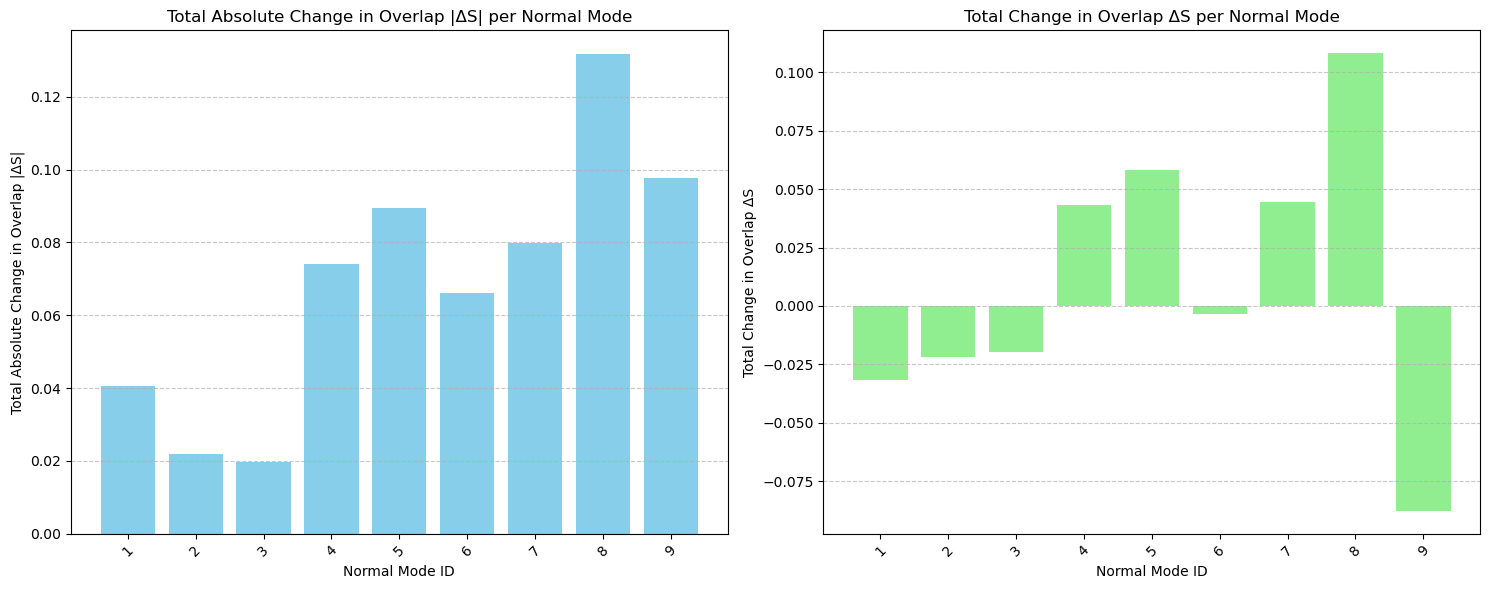 Total Absolute Change in Overlap |ΔS| per Normal Mode
Total Absolute Change in Overlap |ΔS|
0.12
0.10
0.08
0.06
0.04
0.02
0.00
1 2 3 4 5 6 7 8 9
Normal Mode ID
Total Change in Overlap ΔS per Normal Mode
Total Change in Overlap ΔS
0.100
0.075
0.050
0.025
0.000
−0.025
−0.050
−0.075
1 2 3 4 5 6 7 8 9
Normal Mode ID